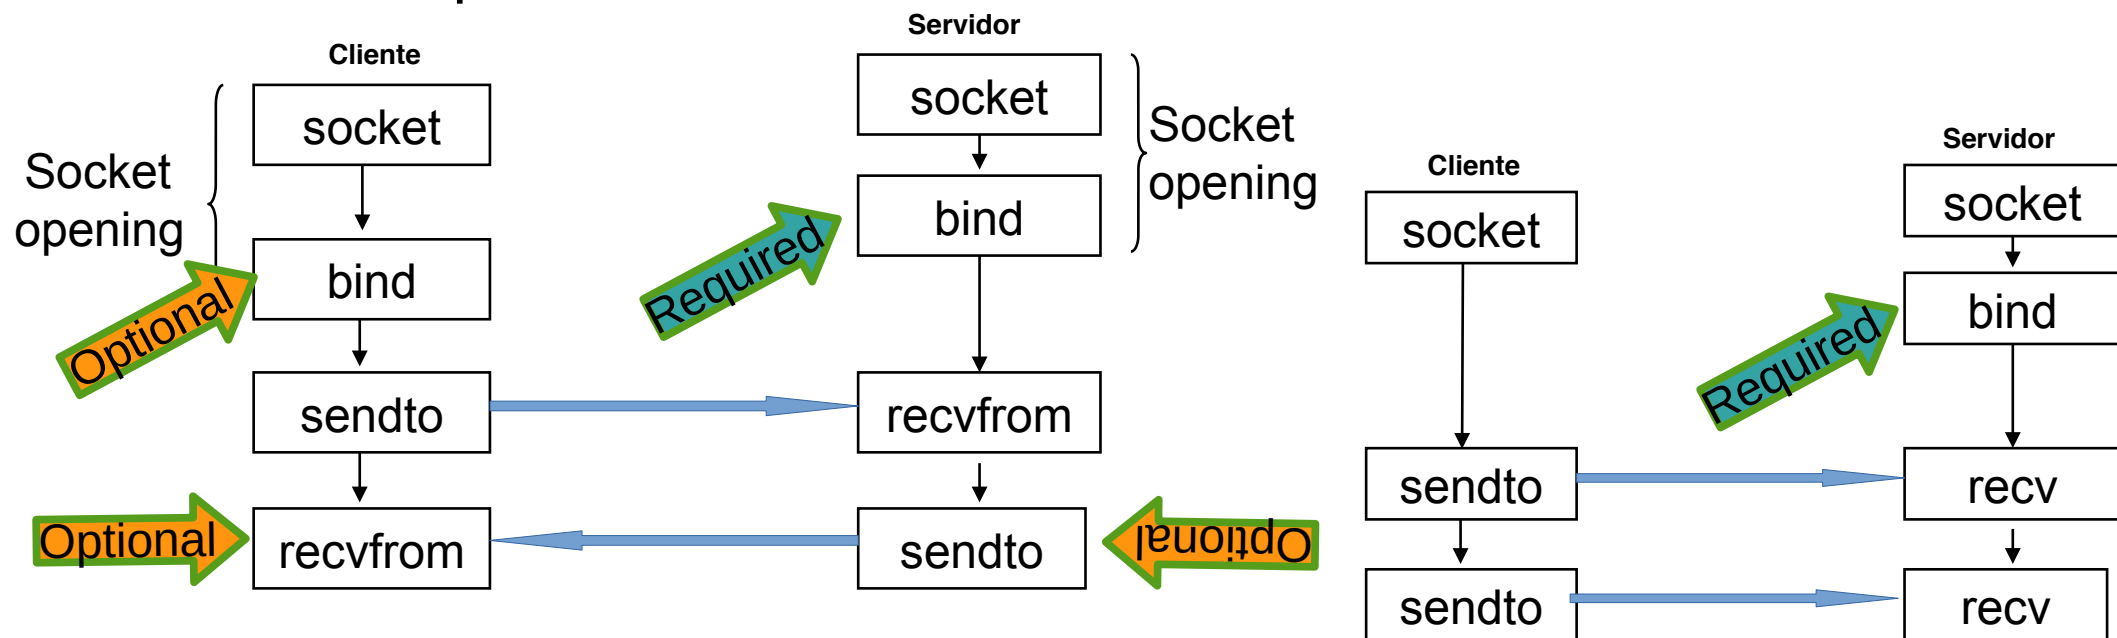 Servidor
Cliente
socket
socket
Socket
opening
Socket
opening
bind
bind
Optional
Required
sendto
recvfrom
Optional
recvfrom
sendto
Optional
Servidor
Cliente
socket
socket
bind
Required
sendto
recv
sendto
recv